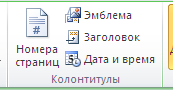 Эмблема
Заголовок
Номера
страниц
Дата и время
Колонтитулы